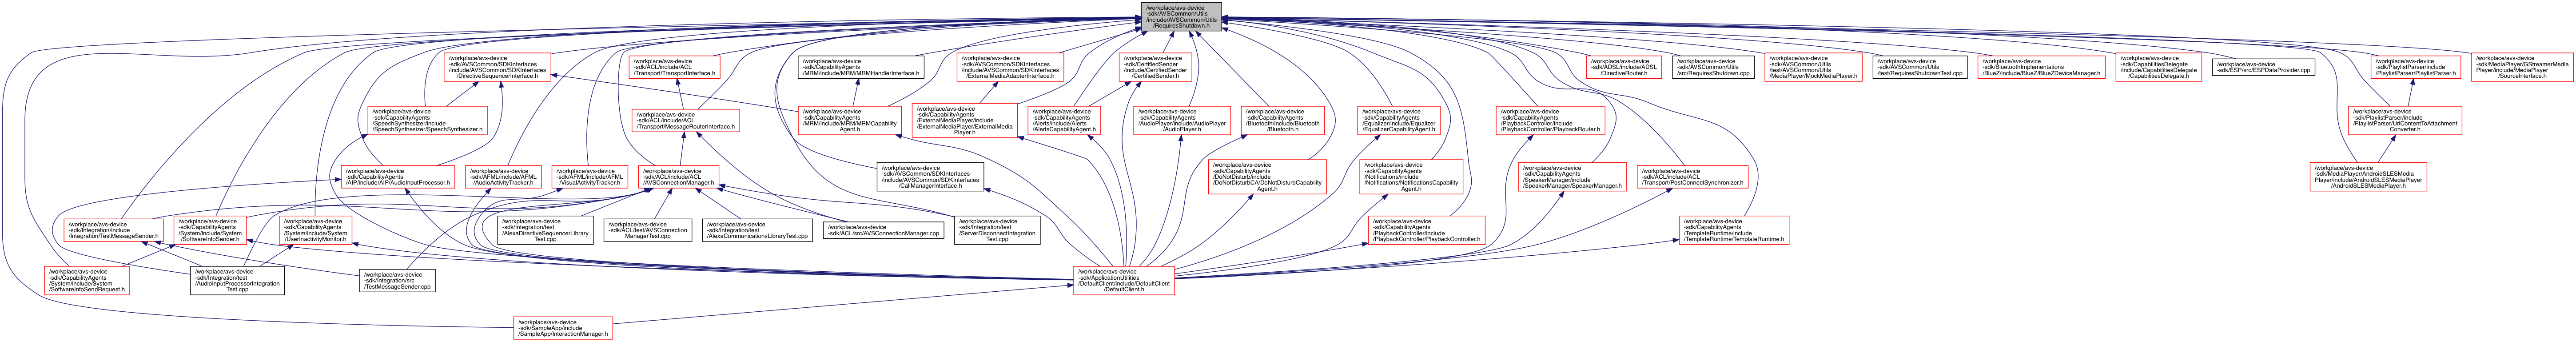 /workplace/avs-device
-sdk/AVSCommon/Utils
/include/AVSCommon/Utils
/RequiresShutdown.h
/workplace/avs-device
-sdk/AVSCommon/SDKInterfaces
/include/AVSCommon/SDKInterfaces
/DirectiveSequencerInterface.h
/workplace/avs-device
-sdk/ACL/include/ACL
/Transport/TransportInterface.h
/workplace/avs-device
-sdk/CapabilityAgents
/MRM/include/MRM/MRMHandlerInterface.h
/workplace/avs-device
-sdk/AVSCommon/SDKInterfaces
/include/AVSCommon/SDKInterfaces
/ExternalMediaAdapterInterface.h
/workplace/avs-device
-sdk/CertifiedSender
/include/CertifiedSender
/CertifiedSender.h
/workplace/avs-device
-sdk/ADSL/include/ADSL
/DirectiveRouter.h
/workplace/avs-device
-sdk/AVSCommon/Utils
/src/RequiresShutdown.cpp
/workplace/avs-device
-sdk/AVSCommon/Utils
/test/AVSCommon/Utils
/MediaPlayer/MockMediaPlayer.h
/workplace/avs-device
-sdk/AVSCommon/Utils
/test/RequiresShutdownTest.cpp
/workplace/avs-device
-sdk/BluetoothImplementations
/BlueZ/include/BlueZ/BlueZDeviceManager.h
/workplace/avs-device
-sdk/CapabilitiesDelegate
/include/CapabilitiesDelegate
/CapabilitiesDelegate.h
/workplace/avs-device
-sdk/ESP/src/ESPDataProvider.cpp
/workplace/avs-device
-sdk/PlaylistParser/include
/PlaylistParser/PlaylistParser.h
/workplace/avs-device
-sdk/MediaPlayer/GStreamerMedia
Player/include/MediaPlayer
/SourceInterface.h
/workplace/avs-device
-sdk/CapabilityAgents
/SpeechSynthesizer/include
/SpeechSynthesizer/SpeechSynthesizer.h
/workplace/avs-device
-sdk/ACL/include/ACL
/Transport/MessageRouterInterface.h
/workplace/avs-device
-sdk/CapabilityAgents
/MRM/include/MRM/MRMCapability
Agent.h
/workplace/avs-device
-sdk/CapabilityAgents
/ExternalMediaPlayer/include
/ExternalMediaPlayer/ExternalMedia
Player.h
/workplace/avs-device
-sdk/CapabilityAgents
/Alerts/include/Alerts
/AlertsCapabilityAgent.h
/workplace/avs-device
-sdk/CapabilityAgents
/AudioPlayer/include/AudioPlayer
/AudioPlayer.h
/workplace/avs-device
-sdk/CapabilityAgents
/Bluetooth/include/Bluetooth
/Bluetooth.h
/workplace/avs-device
-sdk/CapabilityAgents
/Equalizer/include/Equalizer
/EqualizerCapabilityAgent.h
/workplace/avs-device
-sdk/CapabilityAgents
/PlaybackController/include
/PlaybackController/PlaybackRouter.h
/workplace/avs-device
-sdk/PlaylistParser/include
/PlaylistParser/UrlContentToAttachment
Converter.h
/workplace/avs-device
-sdk/CapabilityAgents
/AIP/include/AIP/AudioInputProcessor.h
/workplace/avs-device
-sdk/AFML/include/AFML
/AudioActivityTracker.h
/workplace/avs-device
-sdk/AFML/include/AFML
/VisualActivityTracker.h
/workplace/avs-device
-sdk/ACL/include/ACL
/AVSConnectionManager.h
/workplace/avs-device
-sdk/AVSCommon/SDKInterfaces
/include/AVSCommon/SDKInterfaces
/CallManagerInterface.h
/workplace/avs-device
-sdk/CapabilityAgents
/DoNotDisturb/include
/DoNotDisturbCA/DoNotDisturbCapability
Agent.h
/workplace/avs-device
-sdk/CapabilityAgents
/Notifications/include
/Notifications/NotificationsCapability
Agent.h
/workplace/avs-device
-sdk/CapabilityAgents
/SpeakerManager/include
/SpeakerManager/SpeakerManager.h
/workplace/avs-device
-sdk/ACL/include/ACL
/Transport/PostConnectSynchronizer.h
/workplace/avs-device
-sdk/MediaPlayer/AndroidSLESMedia
Player/include/AndroidSLESMediaPlayer
/AndroidSLESMediaPlayer.h
/workplace/avs-device
-sdk/Integration/include
/Integration/TestMessageSender.h
/workplace/avs-device
-sdk/CapabilityAgents
/System/include/System
/SoftwareInfoSender.h
/workplace/avs-device
-sdk/CapabilityAgents
/System/include/System
/UserInactivityMonitor.h
/workplace/avs-device
-sdk/Integration/test
/AlexaDirectiveSequencerLibrary
Test.cpp
/workplace/avs-device
-sdk/ACL/test/AVSConnection
ManagerTest.cpp
/workplace/avs-device
-sdk/Integration/test
/AlexaCommunicationsLibraryTest.cpp
/workplace/avs-device
-sdk/ACL/src/AVSConnectionManager.cpp
/workplace/avs-device
-sdk/Integration/test
/ServerDisconnectIntegration
Test.cpp
/workplace/avs-device
-sdk/CapabilityAgents
/PlaybackController/include
/PlaybackController/PlaybackController.h
/workplace/avs-device
-sdk/CapabilityAgents
/TemplateRuntime/include
/TemplateRuntime/TemplateRuntime.h
/workplace/avs-device
-sdk/CapabilityAgents
/System/include/System
/SoftwareInfoSendRequest.h
/workplace/avs-device
-sdk/Integration/test
/AudioInputProcessorIntegration
Test.cpp
/workplace/avs-device
-sdk/Integration/src
/TestMessageSender.cpp
/workplace/avs-device
-sdk/ApplicationUtilities
/DefaultClient/include/DefaultClient
/DefaultClient.h
/workplace/avs-device
-sdk/SampleApp/include
/SampleApp/InteractionManager.h